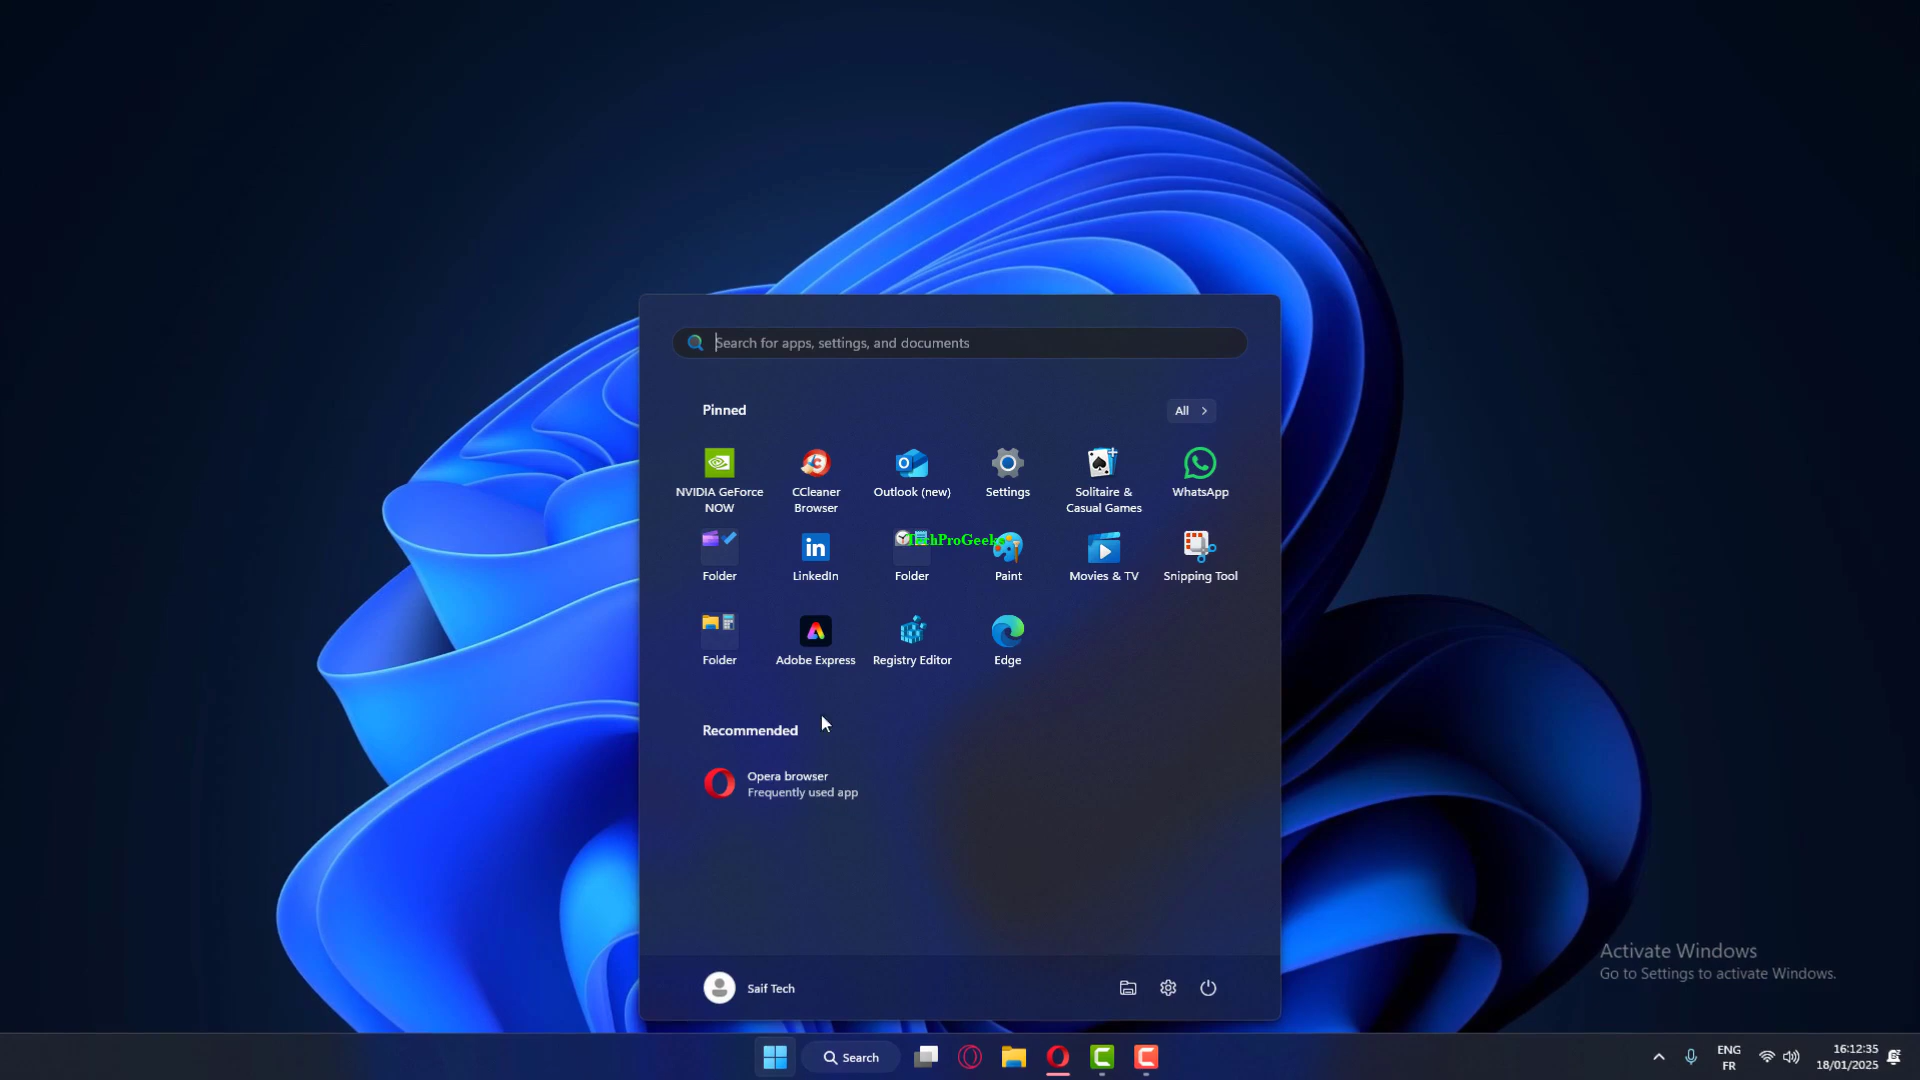 Search for apps, settings, and documents
Pinned
All
NVIDIA GeForce NOW
CCleaner Browser
Outlook (new)
Settings
Solitaire & Casual Games
WhatsApp
TechProGeeks
Folder
LinkedIn
Folder
Paint
Movies & TV
Snipping Tool
Folder
Adobe Express
Registry Editor
Edge
Recommended
Opera browser
Frequently used app
Activate Windows
Go to Settings to activate Windows.
Saif Tech
Search
ENG
FR
16:12:35
18/01/2025